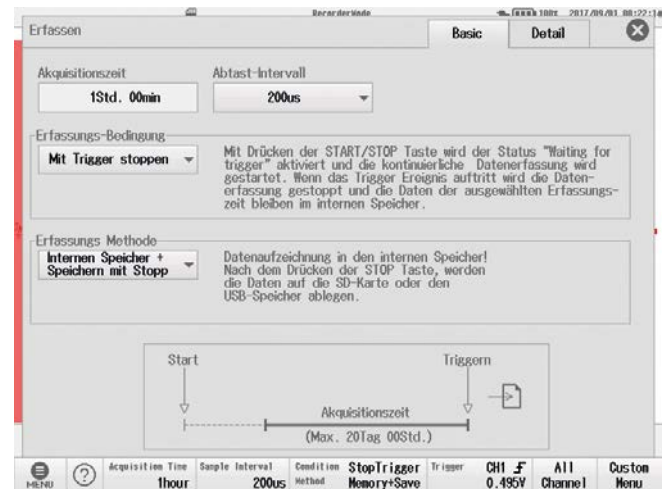 RecorderMode
100% 2017/09/01 00:22:14
Erfassen
Basic
Detail
Akquisitionszeit
Abtast-Intervall
1Std. 00min
200us
Erfassungs-Bedingung
Mit Trigger stoppen
Mit Drücken der START/STOP Taste wird der Status "Waiting for
trigger" aktiviert und die kontinuierliche Datenerfassung wird
gestartet. Wenn das Trigger Ereignis auftritt wird die Daten-
erfassung gestoppt und die Daten der ausgewählten Erfassungs-
zeit bleiben im internen Speicher.
Erfassungs Methode
Internen Speicher +
Speichern mit Stopp
Datenaufzeichnung in den internen Speicher!
Nach dem Drücken der STOP Taste, werden
die Daten auf die SD-Karte oder den
USB-Speicher ablegen.
Start
Triggern
Akquisitionszeit
(Max. 20Tag 00Std.)
MENU
?
Acquisition Time
1hour
Sample Interval
200us
Condition StopTrigger
Method Memory+Save
Trigger CH1
0.495V
All
Channel
Custom
Menu